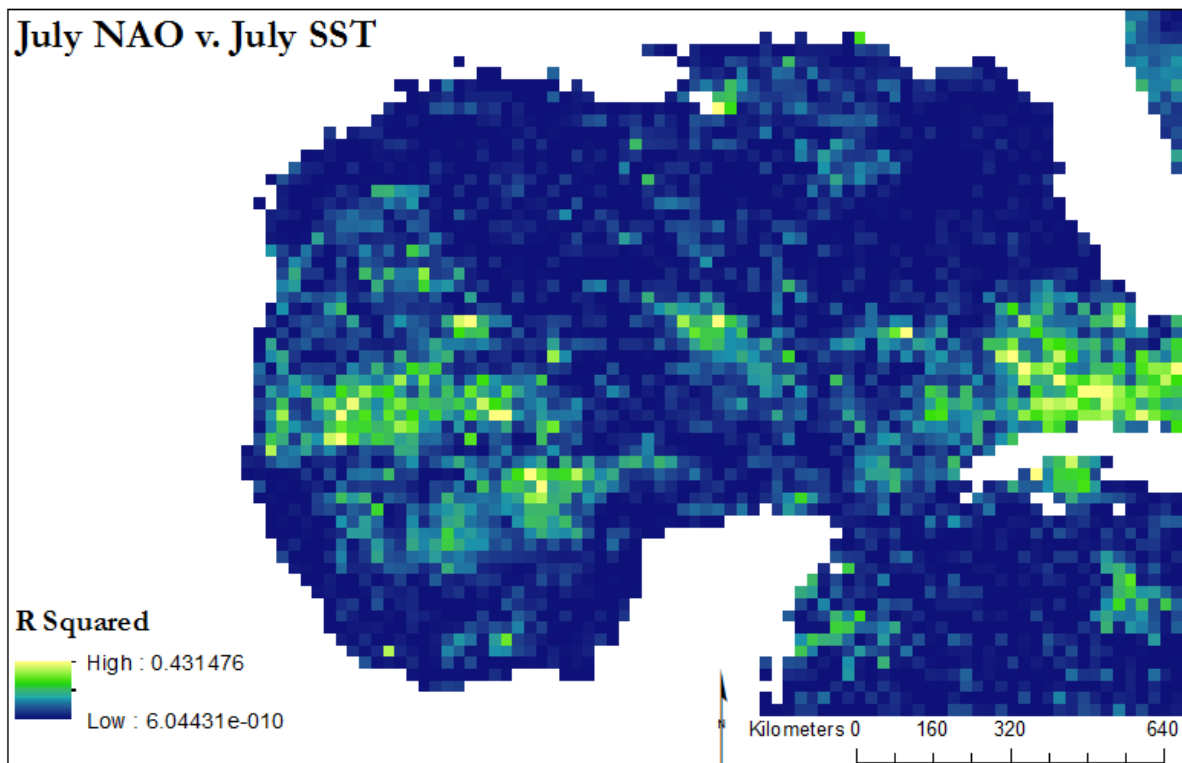 July NAO v. July SST
R Squared
High : 0.431476
Low : 6.04431e-010
N
Kilometers 0 160 320 640